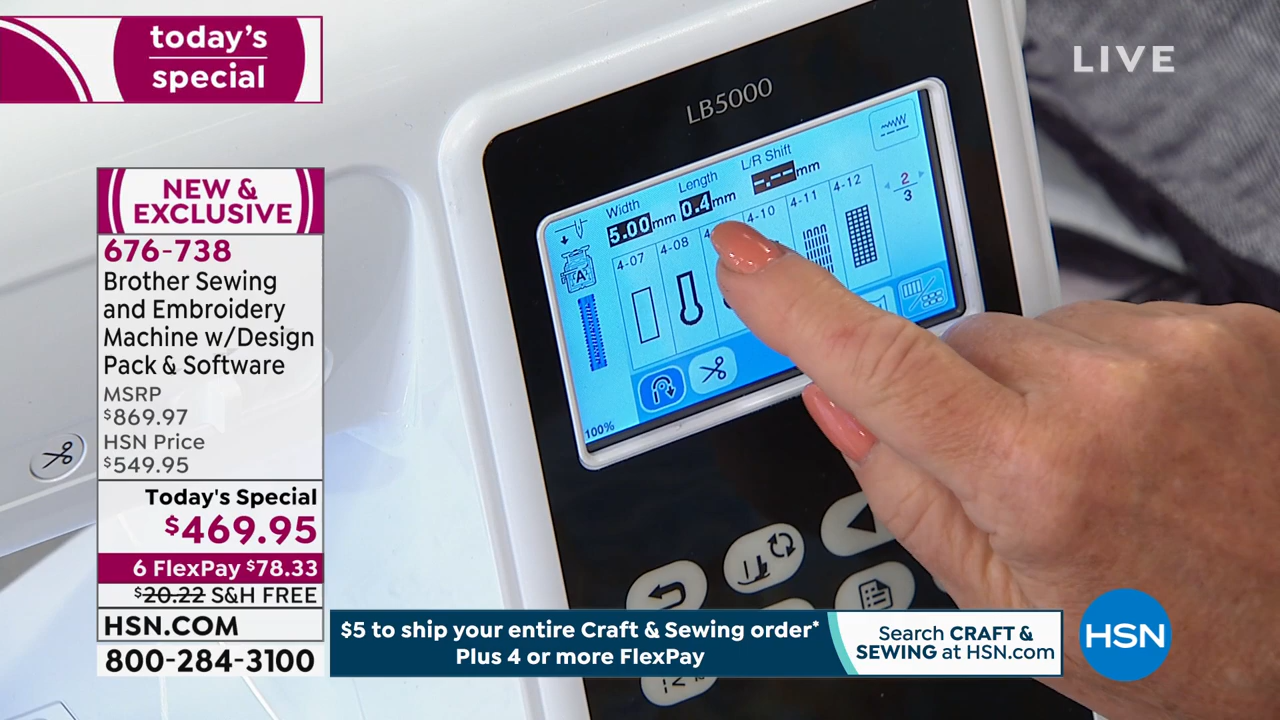 today's
special
LIVE
NEW &
EXCLUSIVE
676-738
Brother Sewing
and Embroidery
Machine w/Design
Pack & Software
MSRP
$869.97
HSN Price
$549.95
Today's Special
$469.95
6 FlexPay $78.33
$20.22 S&H FREE
HSN.COM
800-284-3100
LB5000
Width
Length
L/R Shift
5.00mm
0.4mm
-.--mm
4-07
4-08
4-10
4-11
4-12
2
3
A
100%
$5 to ship your entire Craft & Sewing order*
Plus 4 or more FlexPay
Search CRAFT &
SEWING at HSN.com
HSN